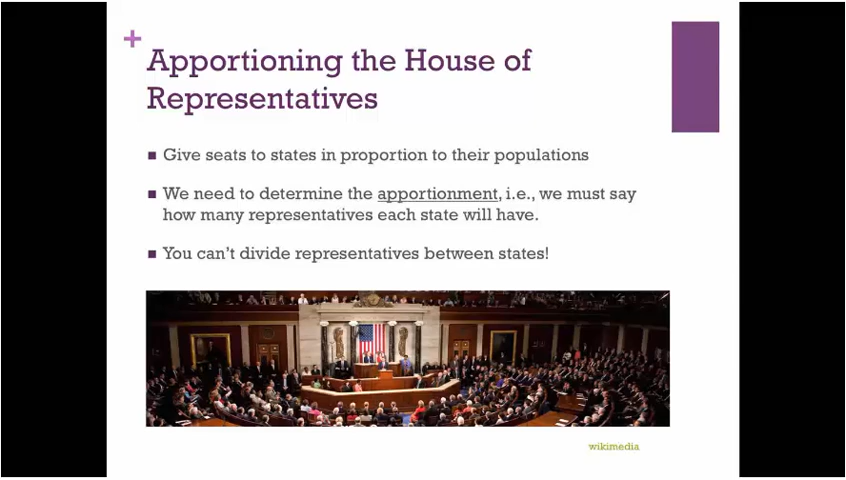 +
Apportioning the House of
Representatives
■ Give seats to states in proportion to their populations
■ We need to determine the apportionment, i.e., we must say
how many representatives each state will have.
■ You can't divide representatives between states!
wikimedia